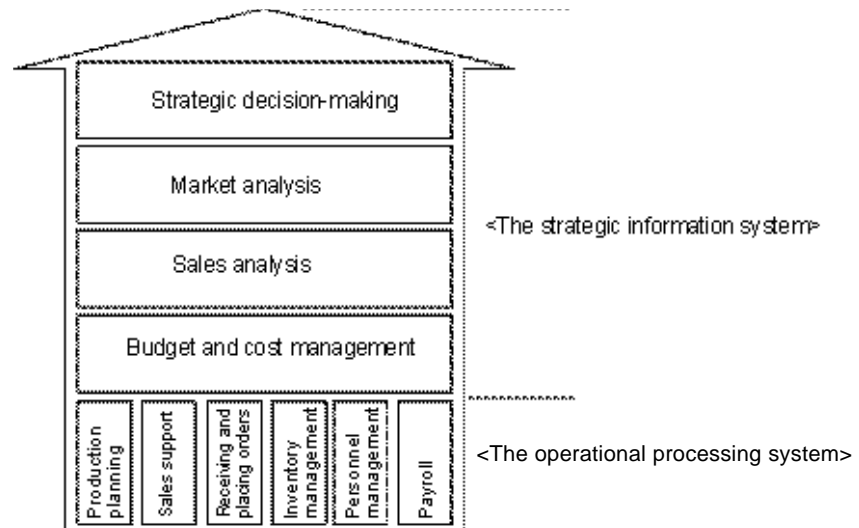 Strategic decision-making
Market analysis
<The strategic information system>
Sales analysis
Budget and cost management
Production
planning
Sales support
Receiving and
placing orders
Inventory
management
Personnel
management
Payroll
<The operational processing system>